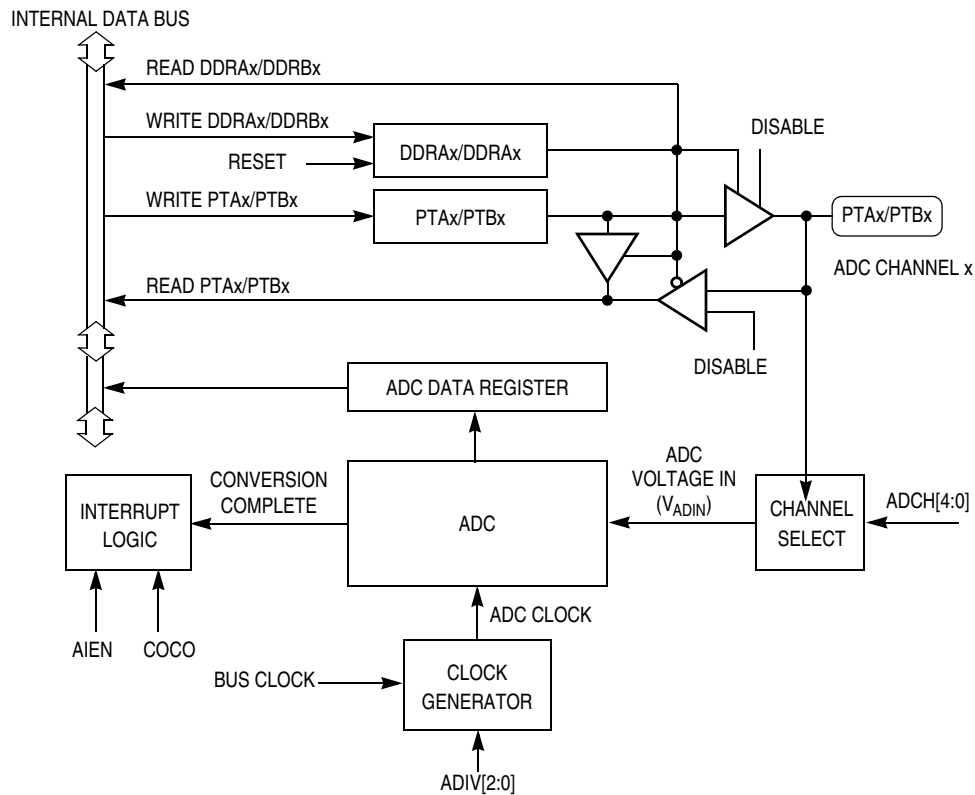 INTERNAL DATA BUS
READ DDRAx/DDRBx
WRITE DDRAx/DDRBx
DISABLE
RESET
DDRAx/DDRAx
WRITE PTAx/PTBx
PTAx/PTBx
PTAx/PTBx
ADC CHANNEL x
READ PTAx/PTBx
DISABLE
ADC DATA REGISTER
INTERRUPT
LOGIC
CONVERSION
COMPLETE
ADC
ADC
VOLTAGE IN
(VADIN)
CHANNEL
SELECT
ADCH[4:0]
AIEN
COCO
ADC CLOCK
BUS CLOCK
CLOCK
GENERATOR
ADIV[2:0]